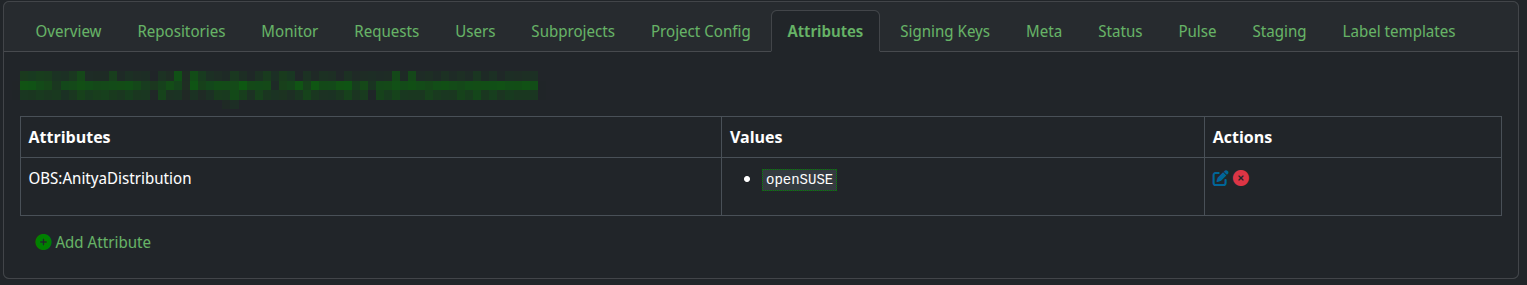 Overview Repositories Monitor Requests Users Subprojects Project Config Attributes Signing Keys Meta Status Pulse Staging Label templates
Attributes Values Actions
OBS:AnityaDistribution openSUSE
Add Attribute